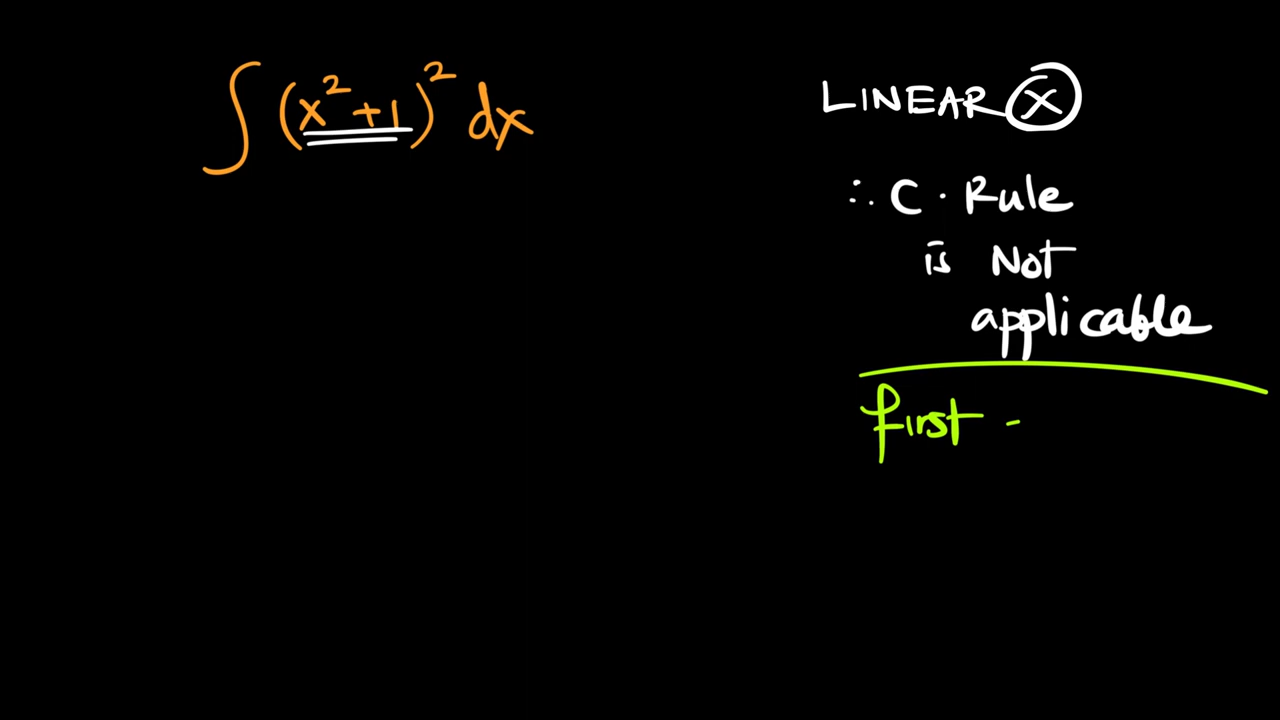 ∫ (x² + 1)² dx
LINEAR ⓧ
∴ C. Rule
is Not
applicable
first -